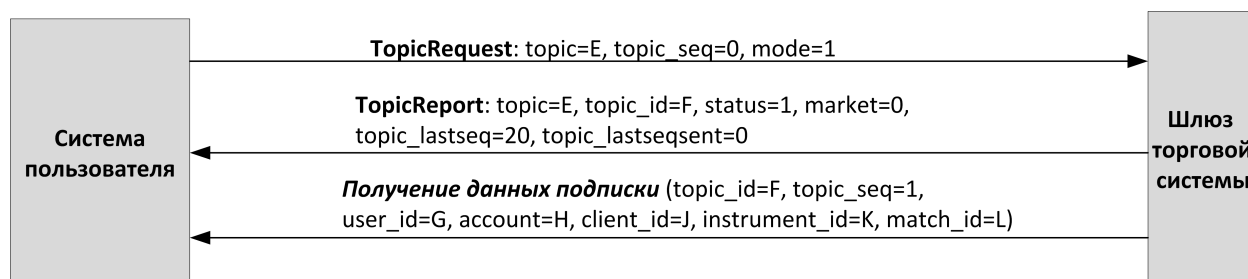 TopicRequest: topic=E, topic_seq=0, mode=1
TopicReport: topic=E, topic_id=F, status=1, market=0,
topic_lastseq=20, topic_lastseqsent=0
Система
пользователя
Шлюз
торговой
системы
Получение данных подписки (topic_id=F, topic_seq=1,
user_id=G, account=H, client_id=J, instrument_id=K, match_id=L)